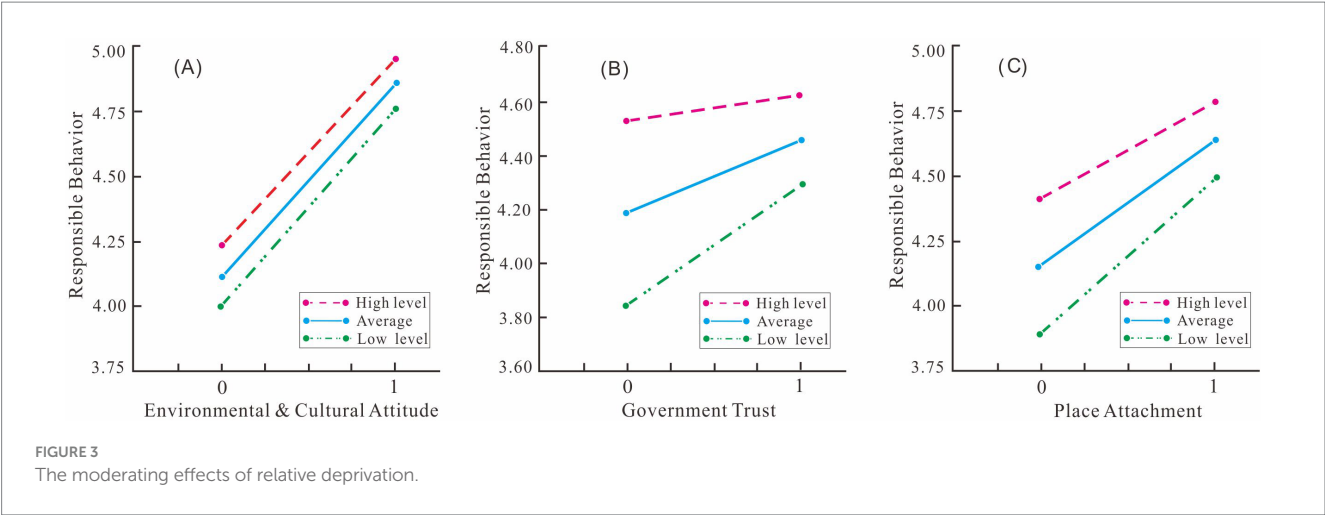 (A)
5.00
4.75
4.50
4.25
4.00
3.75
Responsible Behavior
High level
Average
Low level
0 1
Environmental & Cultural Attitude
(B)
4.80
4.60
4.40
4.20
4.00
3.80
3.60
Responsible Behavior
High level
Average
Low level
0 1
Government Trust
(C)
5.00
4.75
4.50
4.25
4.00
3.75
Responsible Behavior
High level
Average
Low level
0 1
Place Attachment
FIGURE 3
The moderating effects of relative deprivation.